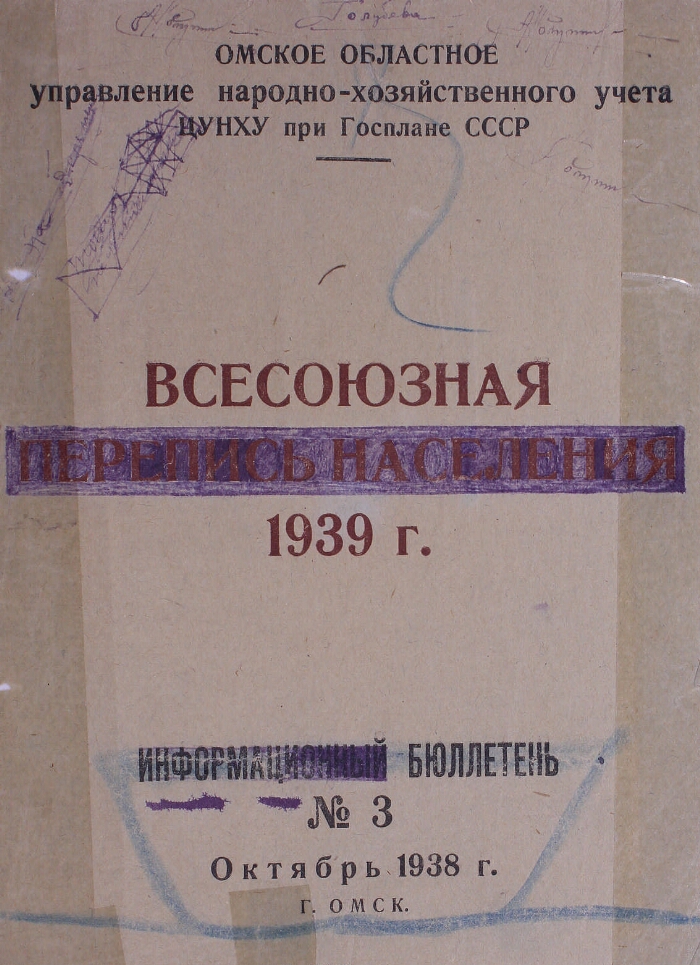 Голубева
ОМСКОЕ ОБЛАСТНОЕ
управление народно-хозяйственного учета
ЦУНХУ при Госплане СССР
ВСЕСОЮЗНАЯ
ПЕРЕПИСЬ НАСЕЛЕНИЯ
1939 г.
ИНФОРМАЦИОННЫЙ БЮЛЛЕТЕНЬ
№ 3
Октябрь 1938 г.
г. ОМСК.